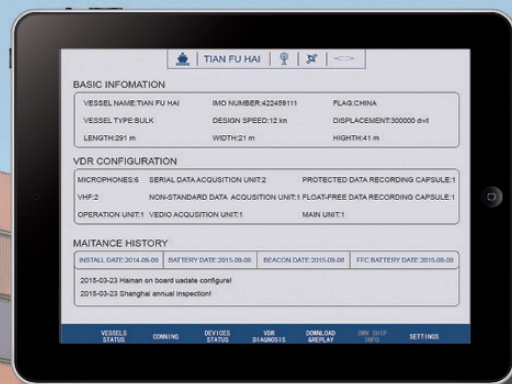 TIAN FU HAI
BASIC INFOMATION
VESSEL NAME:TIAN FU HAI IMO NUMBER:422459111 FLAG:CHINA
VESSEL TYPE:BULK DESIGN SPEED:12 kn DISPLACEMENT:300000 dwt
LENGTH:291 m WIDTH:21 m HIGHTH:41 m
VDR CONFIGURATION
MICROPHONES:6 SERIAL DATA ACQUSITION UNIT:2 PROTECTED DATA RECORDING CAPSULE:1
VHF:2 NON-STANDARD DATA ACQUSITION UNIT:1 FLOAT-FREE DATA RECORDING CAPSULE:1
OPERATION UNIT:1 VEDIO ACQUSITION UNIT:1 MAIN UNIT:1
MAITANCE HISTORY
INSTALL DATE:2014-09-08 BATTERY DATE:2015-09-08 BEACON DATE:2015-09-08 FFC BATTERY DATE:2015-09-08
2015-03-23 Hainan on board uadate configure!
2015-03-23 Shanghai annual inspection!
VESSELS STATUS CONNING DEVICES STATUS VDR DIAGNOSIS DOWNLOAD &REPLAY OWN SHIP INFO SETTINGS